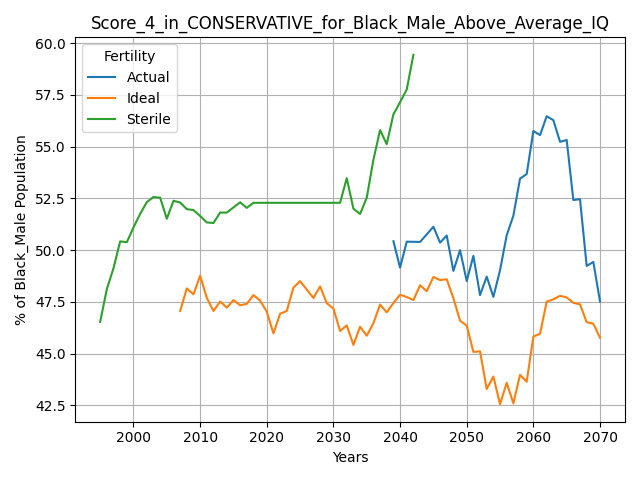 Score_4_in_CONSERVATIVE_for_Black_Male_Above_Average_IQ
60.0
57.5
55.0
52.5
50.0
47.5
45.0
42.5
% of Black_Male Population
Fertility
Actual
Ideal
Sterile
2000 2010 2020 2030 2040 2050 2060 2070
Years